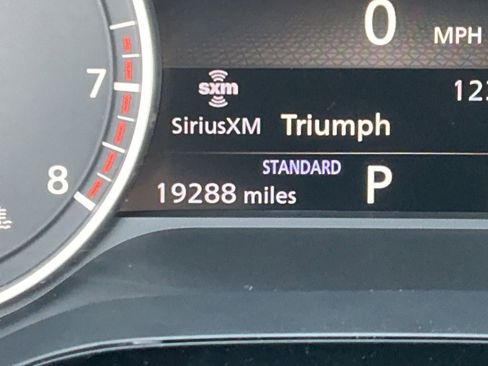 0 MPH
7
sxm
SiriusXM Triumph
STANDARD
8
19288 miles P